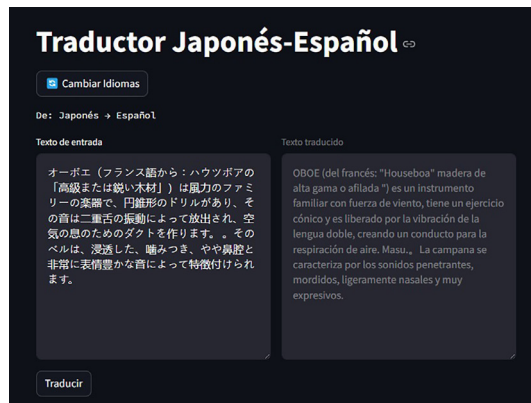 Traductor Japonés-Español
Cambiar Idiomas
De: Japonés → Español
Texto de entrada
オーボエ（フランス語から：ハウツボアの
「高級または鋭い木材」）は風力のファミ
リーの楽器で、円錐形のドリルがあり、そ
の音は二重舌の振動によって放出され、空
気の息のためのダクトを作ります。 。その
ベルは、浸透した、噛みつき、やや鼻腔と
非常に表情豊かな音によって特徴付けられ
ます。
Texto traducido
OBOE (del francés: "Houseboa" madera de
alta gama o afilada ") es un instrumento
familiar con fuerza de viento, tiene un ejercicio
cónico y es liberado por la vibración de la
lengua doble, creando un conducto para la
respiración de aire. Masu.。La campana se
caracteriza por los sonidos penetrantes,
mordidos, ligeramente nasales y muy
expresivos.
Traducir